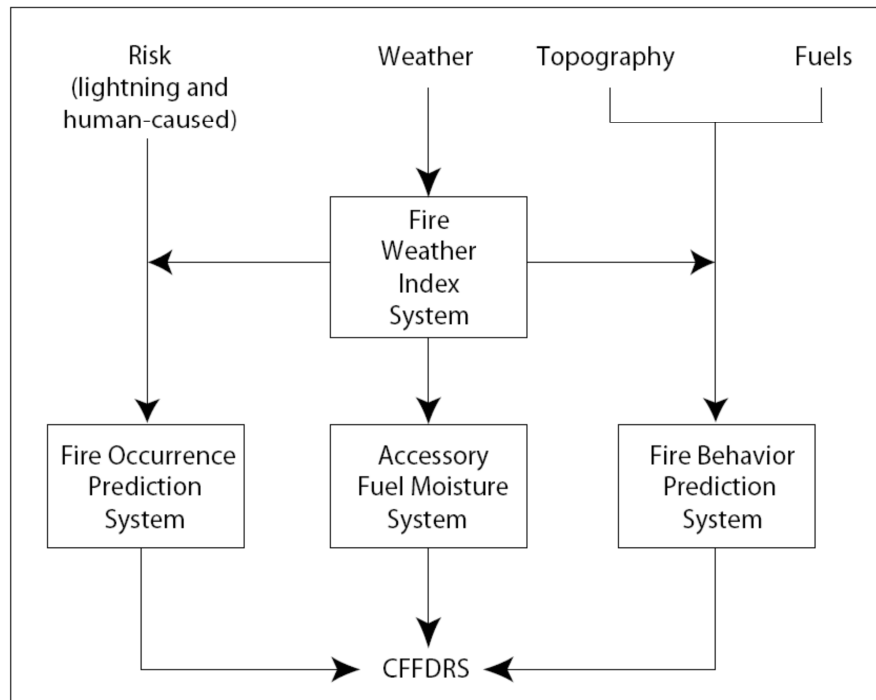 Risk
(lightning and
human-caused)
Weather
Topography
Fuels
Fire
Weather
Index
System
Fire Occurrence
Prediction
System
Accessory
Fuel Moisture
System
Fire Behavior
Prediction
System
CFFDRS